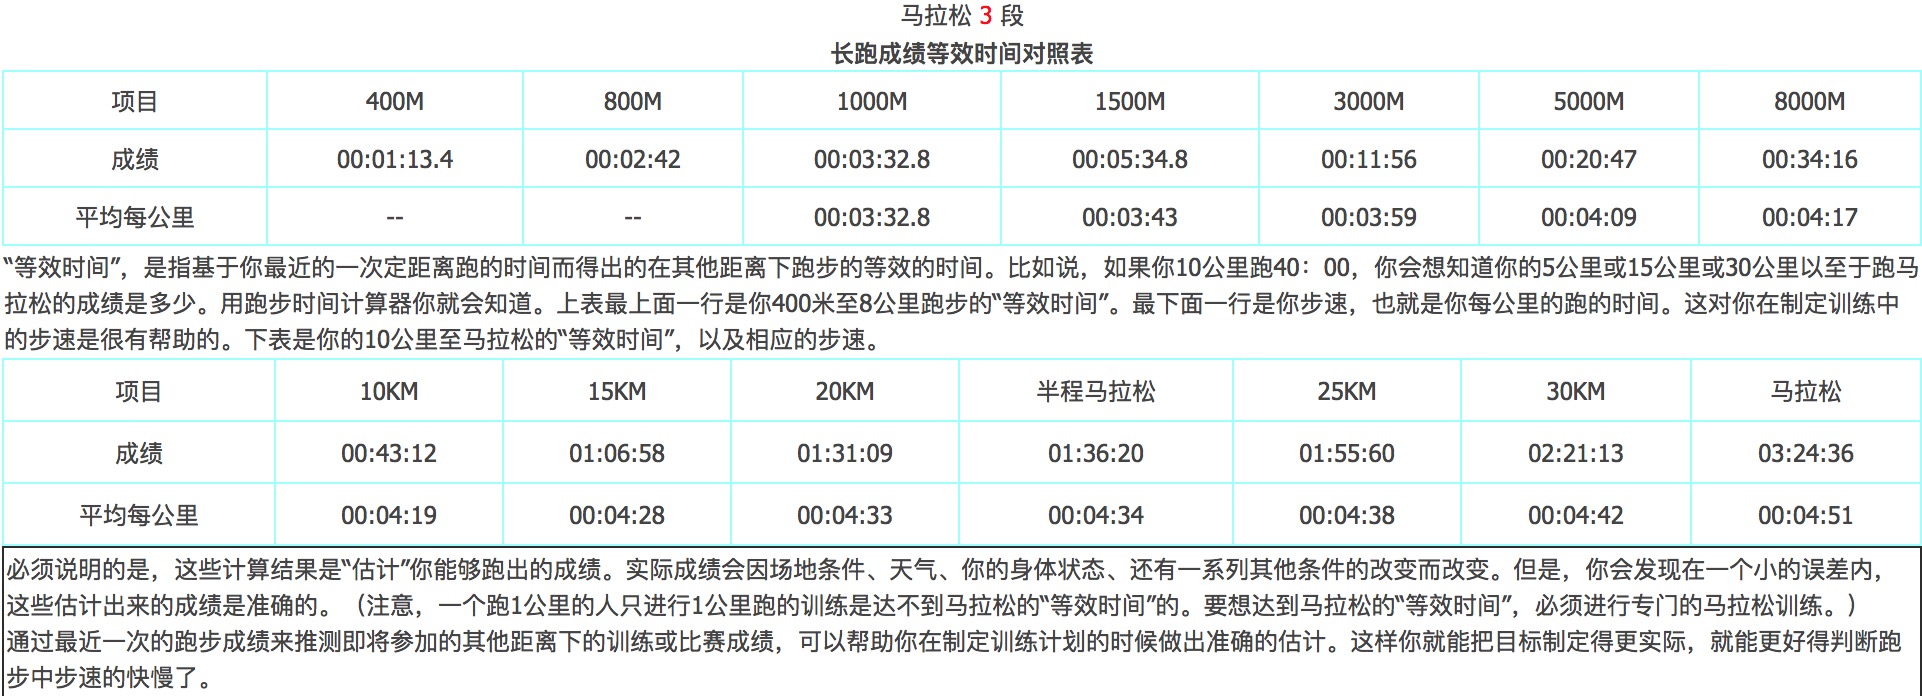 马拉松 3 段
长跑成绩等效时间对照表
项目 400M 800M 1000M 1500M 3000M 5000M 8000M
成绩 00:01:13.4 00:02:42 00:03:32.8 00:05:34.8 00:11:56 00:20:47 00:34:16
平均每公里 -- -- 00:03:32.8 00:03:43 00:03:59 00:04:09 00:04:17
“等效时间”，是指基于你最近的一次定距离跑的时间而得出的在其他距离下跑步的等效的时间。比如说，如果你10公里跑40：00，你会想知道你的5公里或15公里或30公里以至于跑马
拉松的成绩是多少。用跑步时间计算器你就会知道。上表最上面一行是你400米至8公里跑步的“等效时间”。最下面一行是你步速，也就是你每公里的跑的时间。这对你在制定训练中
的步速是很有帮助的。下表是你的10公里至马拉松的“等效时间”，以及相应的步速。
项目 10KM 15KM 20KM 半程马拉松 25KM 30KM 马拉松
成绩 00:43:12 01:06:58 01:31:09 01:36:20 01:55:60 02:21:13 03:24:36
平均每公里 00:04:19 00:04:28 00:04:33 00:04:34 00:04:38 00:04:42 00:04:51
必须说明的是，这些计算结果是“估计”你能够跑出的成绩。实际成绩会因场地条件、天气、你的身体状态、还有一系列其他条件的改变而改变。但是，你会发现在一个小的误差内，
这些估计出来的成绩是准确的。（注意，一个跑1公里的人只进行1公里跑的训练是达不到马拉松的“等效时间”的。要想达到马拉松的“等效时间”，必须进行专门的马拉松训练。）
通过最近一次的跑步成绩来推测即将参加的其他距离下的训练或比赛成绩，可以帮助你在制定训练计划的时候做出准确的估计。这样你就能把目标制定得更实际，就能更好得判断跑
步中步速的快慢了。